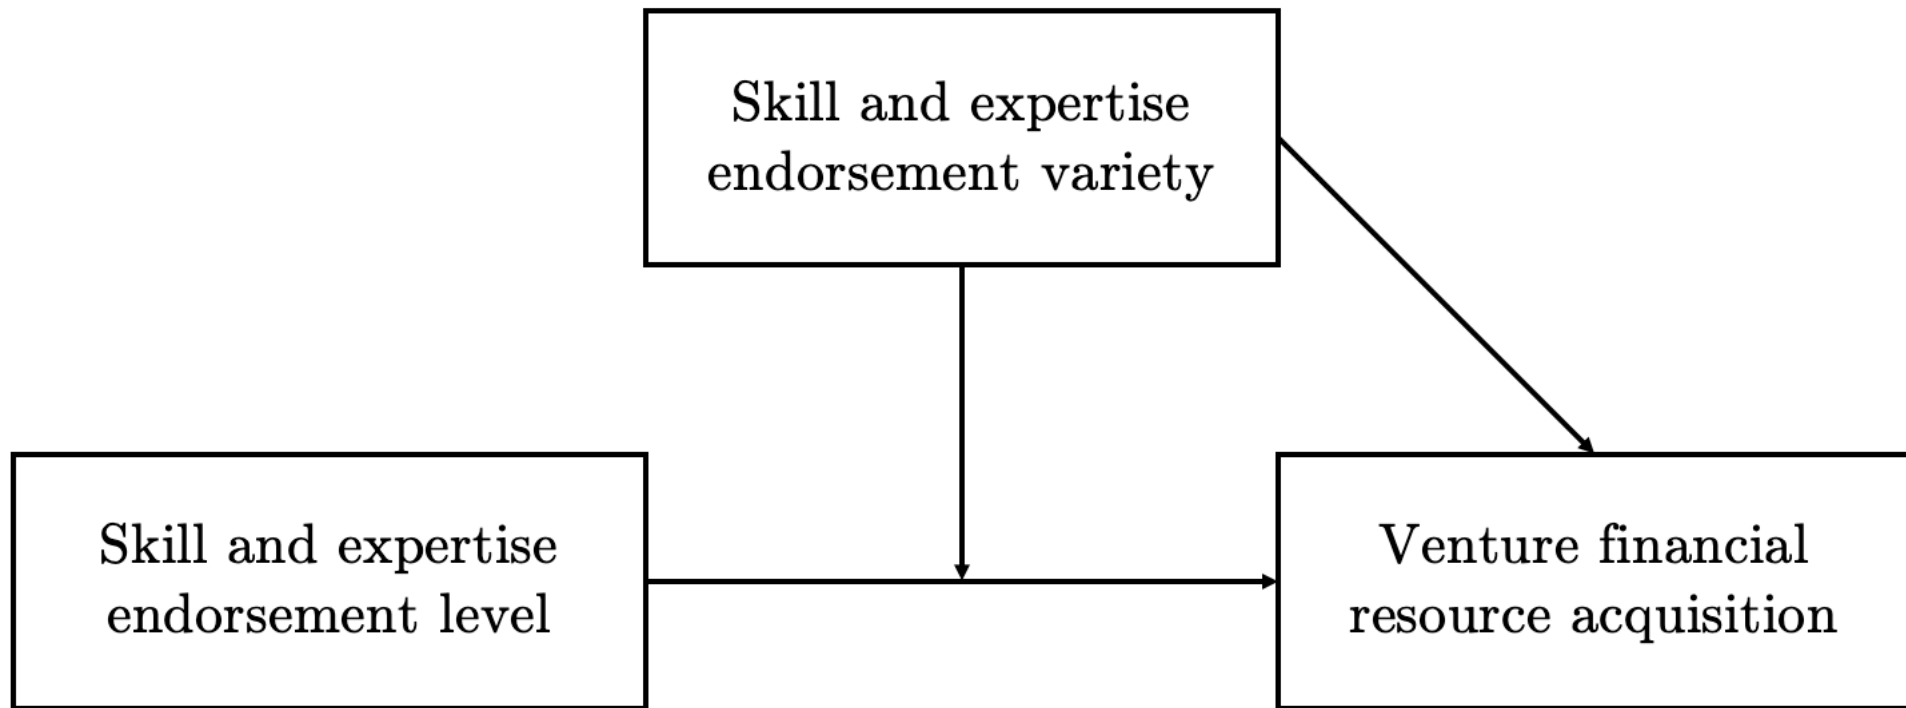 Skill and expertise
endorsement variety
Skill and expertise
endorsement level
Venture financial
resource acquisition